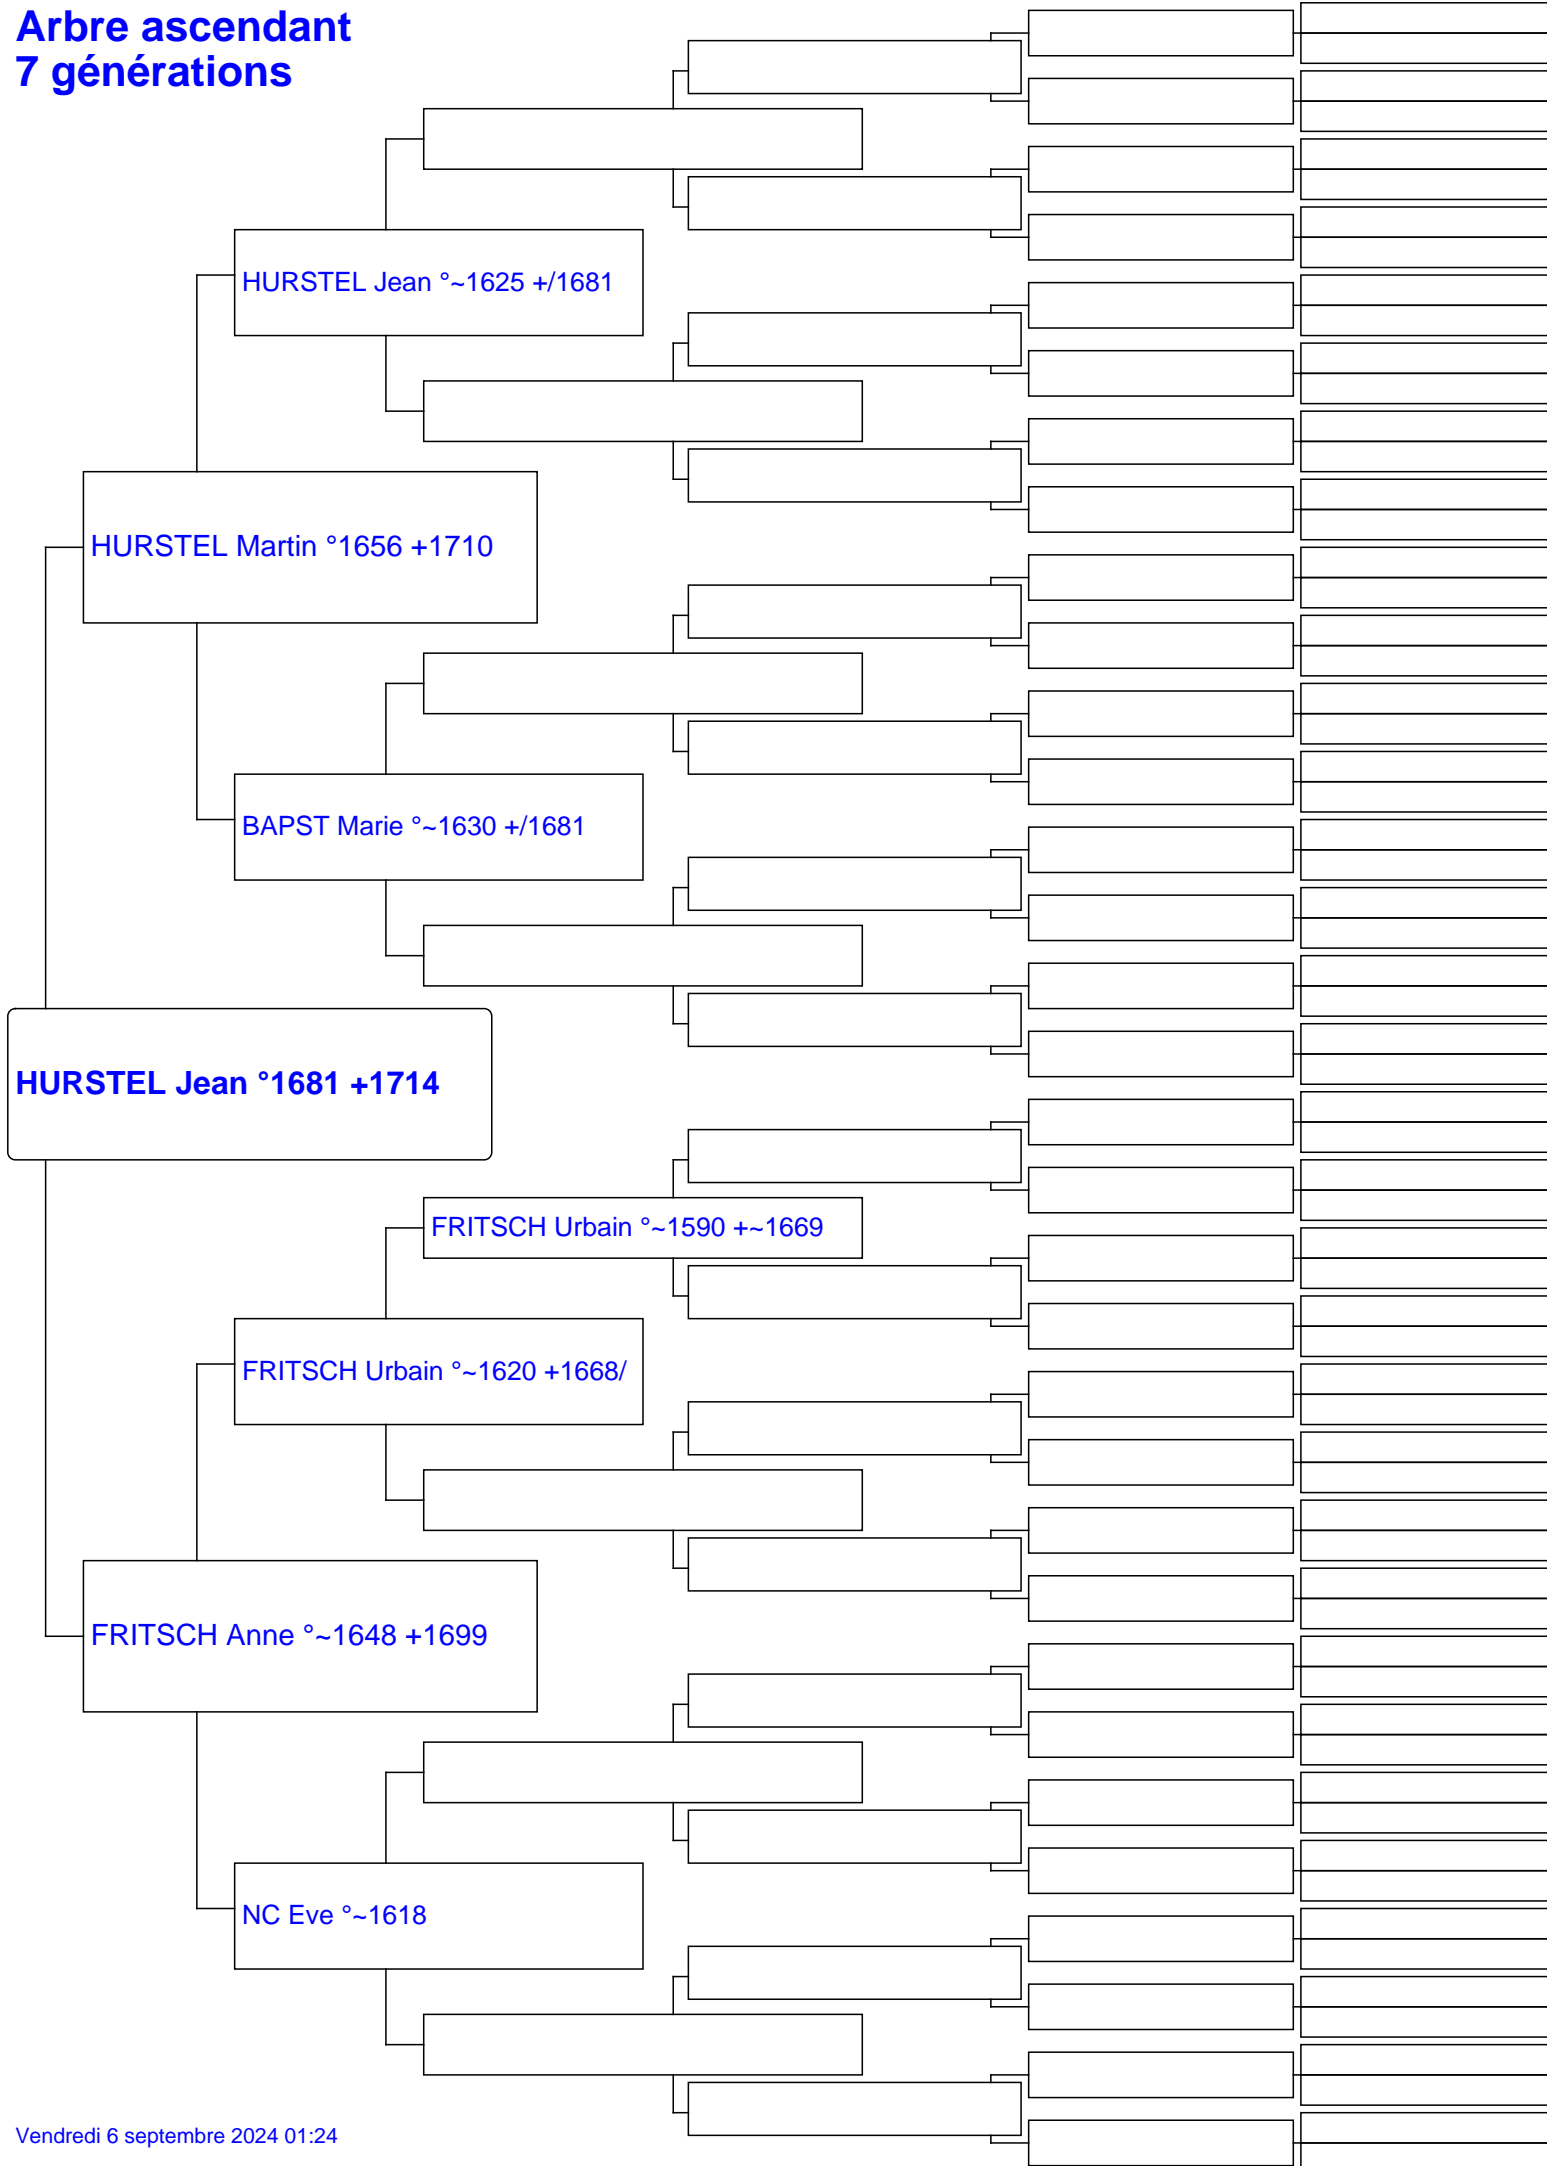 Arbre ascendant
7 générations
HURSTEL Jean °~1625 +/1681
HURSTEL Martin °1656 +1710
BAPST Marie °~1630 +/1681
HURSTEL Jean °1681 +1714
FRITSCH Urbain °~1590 +~1669
FRITSCH Urbain °~1620 +1668/
FRITSCH Anne °~1648 +1699
NC Eve °~1618
Vendredi 6 septembre 2024 01:24